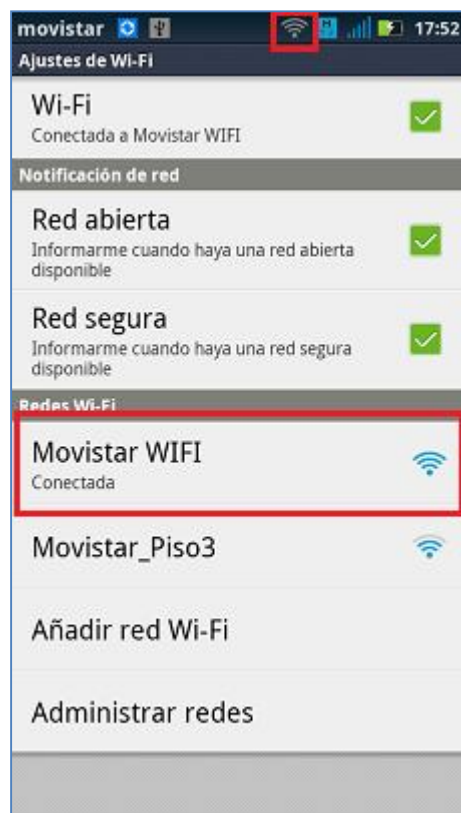 movistar 17:52
Ajustes de Wi-Fi
Wi-Fi
Conectada a Movistar WIFI
Notificación de red
Red abierta
Informarme cuando haya una red abierta
disponible
Red segura
Informarme cuando haya una red segura
disponible
Redes Wi-Fi
Movistar WIFI
Conectada
Movistar_Piso3
Añadir red Wi-Fi
Administrar redes